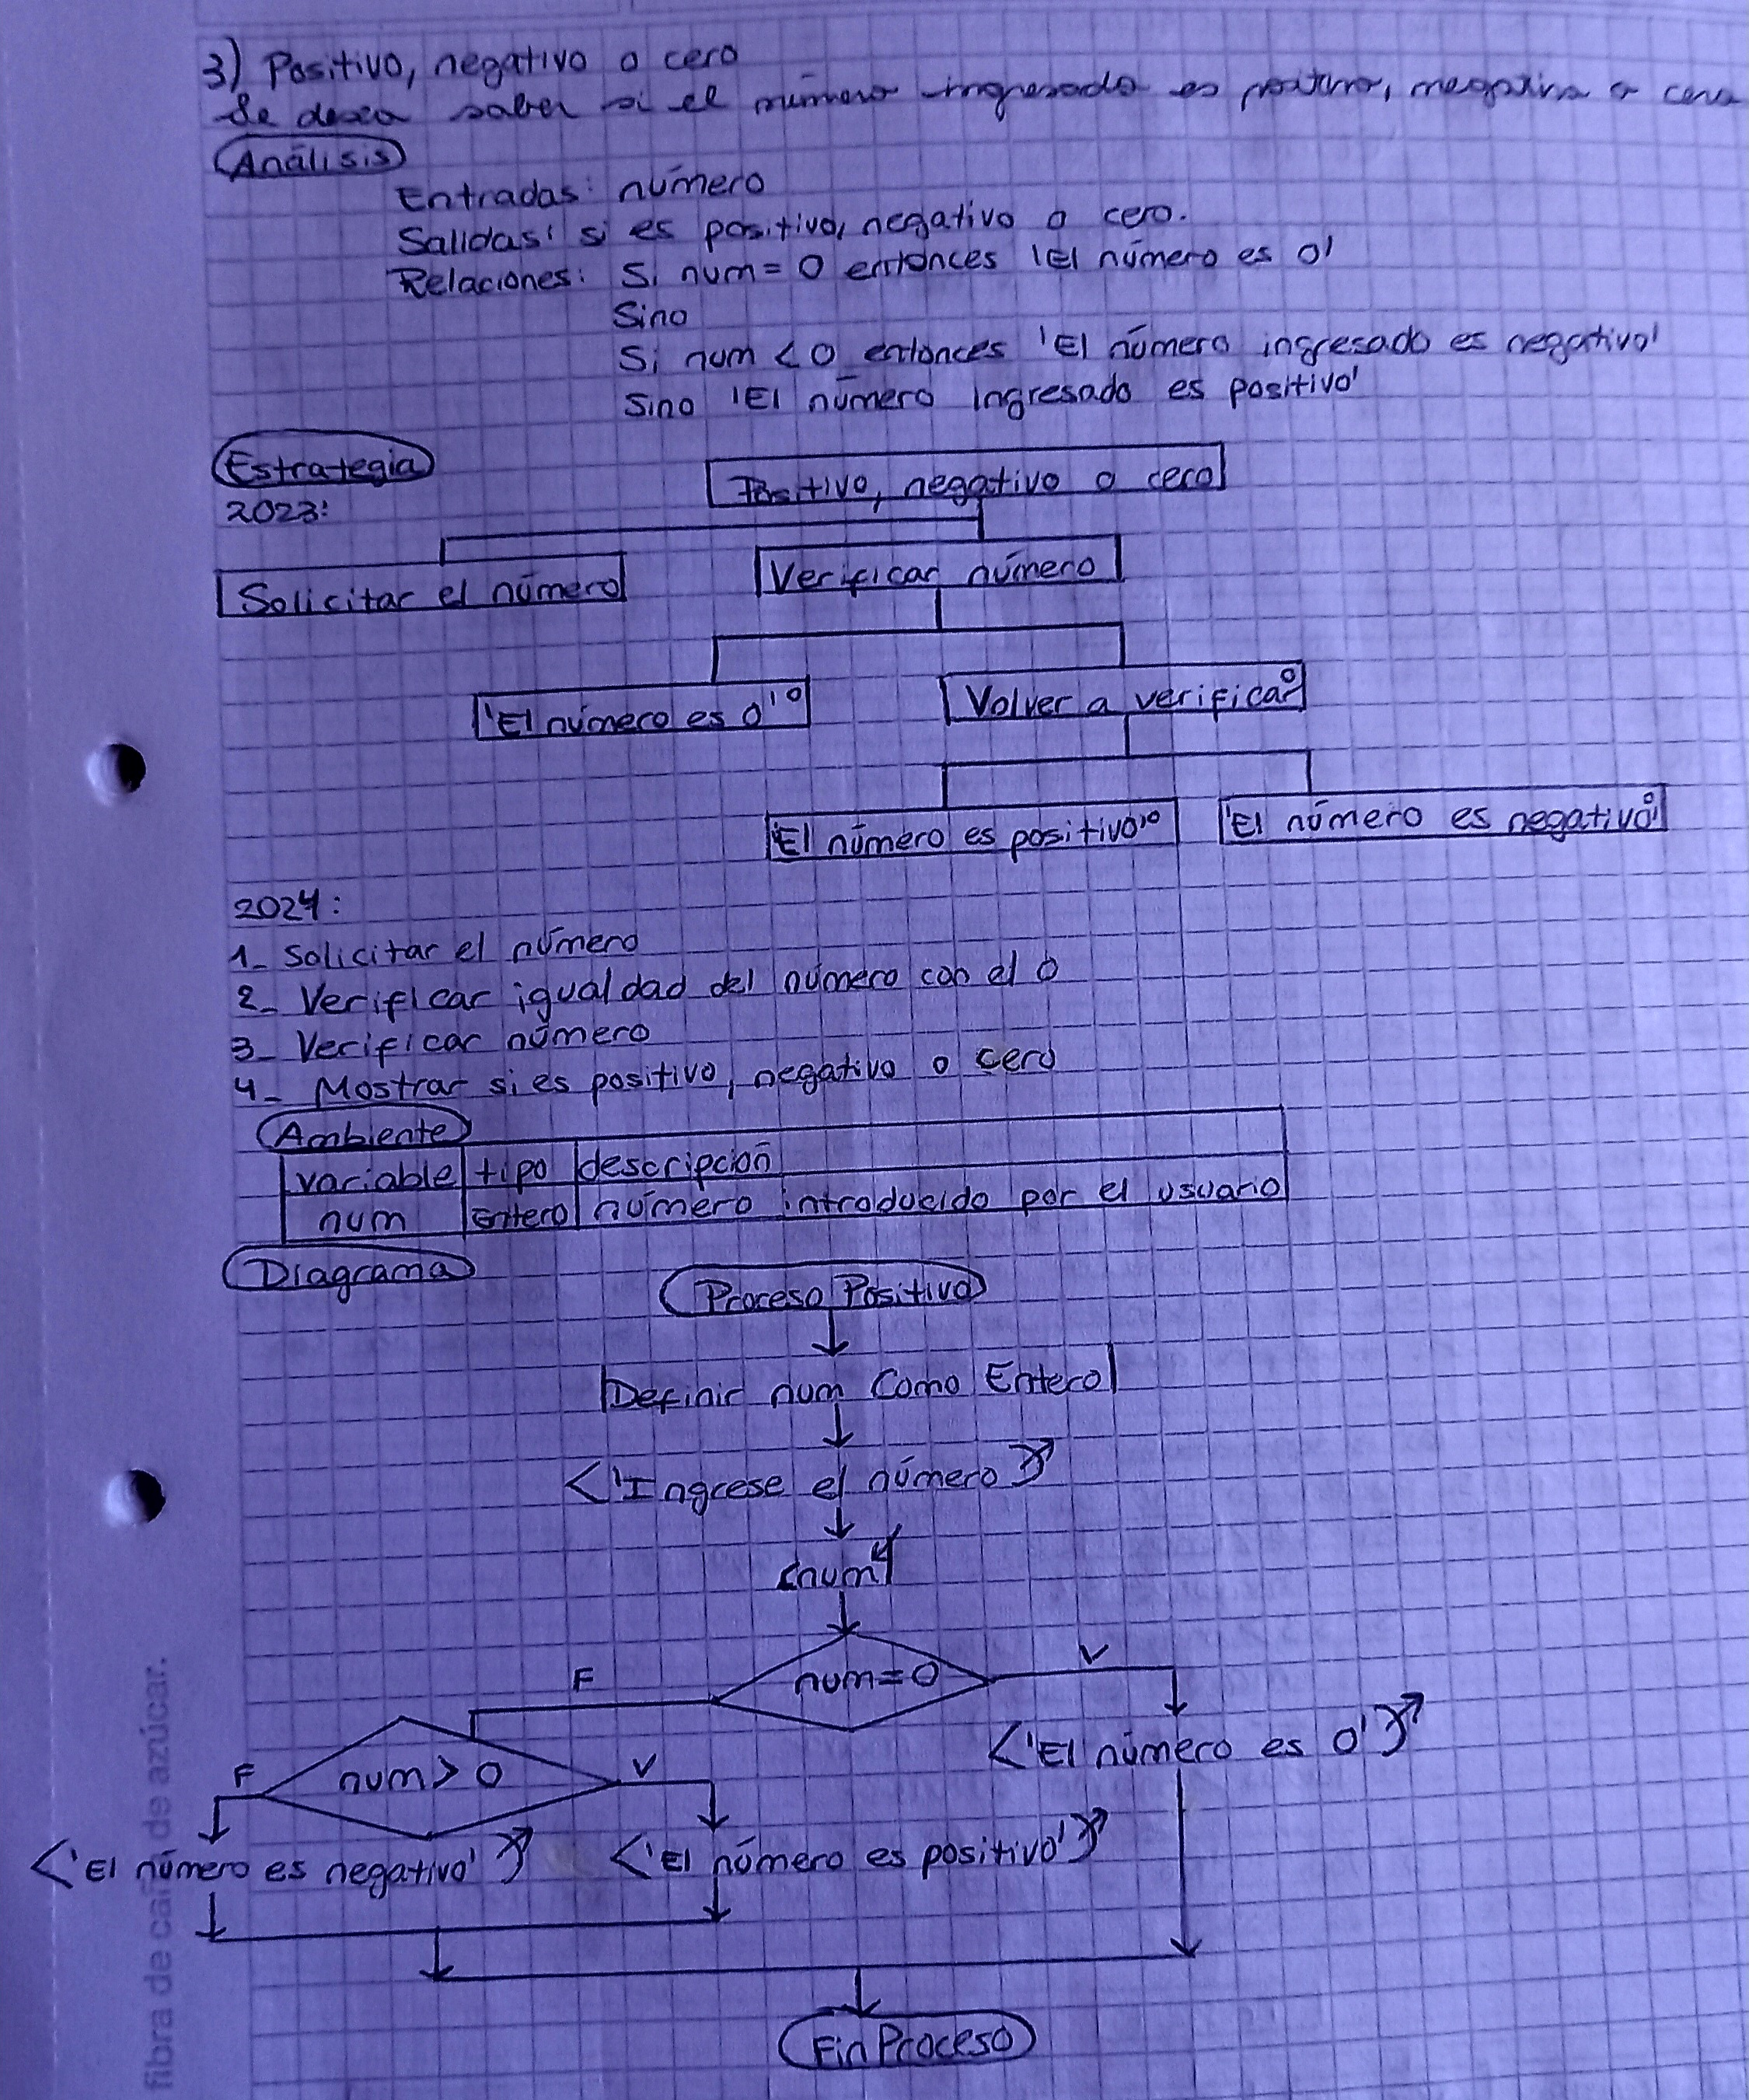 3) Positivo, negativo o cero
Se desea saber si el número ingresado es positivo, negativo o cero
Análisis
Entradas: número
Salidas: si es positivo, negativo o cero.
Relaciones: Si num = 0 entonces 'El número es 0'
Sino
Si num < 0 entonces 'El número ingresado es negativo'
Sino 'El número ingresado es positivo'
Estrategia
Positivo, negativo o cero
2023:
Solicitar el número
Verificar número
'El número es 0' °
Volver a verificar °
'El número es positivo' °
'El número es negativo' °
2024:
1_ Solicitar el número
2_ Verificar igualdad del número con el 0
3_ Verificar número
4_ Mostrar si es positivo, negativo o cero
Ambiente
variable tipo descripción
num entero número introducido por el usuario
Diagrama
Proceso Positivo
Definir num Como Entero
'Ingrese el número'
num
num=0
F
V
'El número es 0'
num > 0
F
V
'El número es negativo'
'El número es positivo'
Fin Proceso
fibra de caña de azúcar.